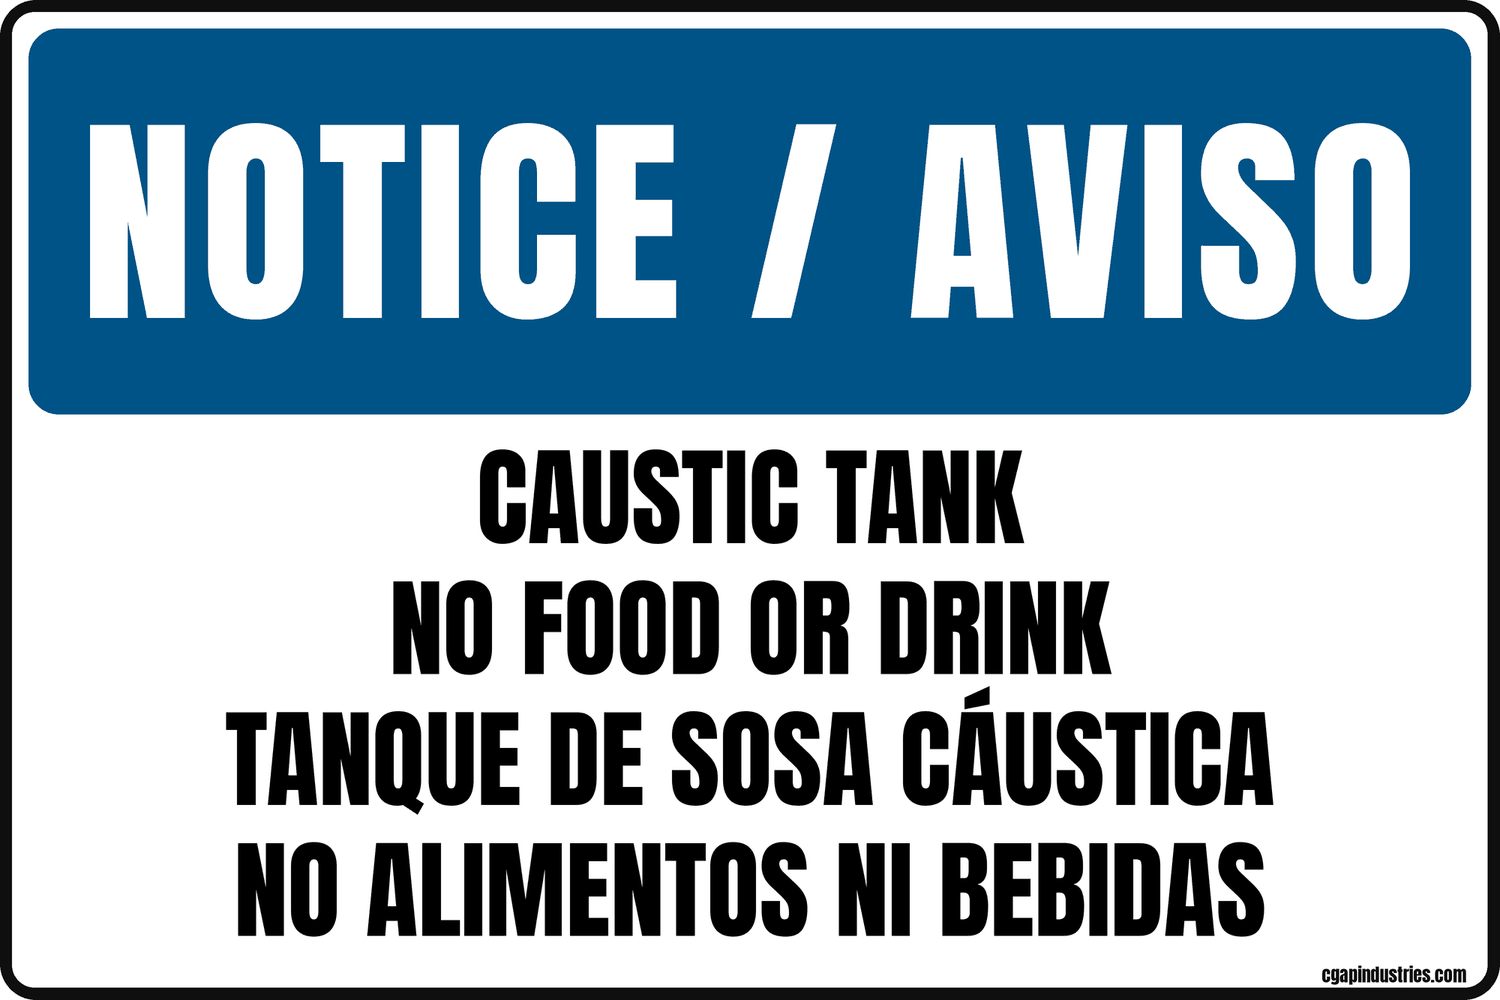 NOTICE / AVISO
CAUSTIC TANK
NO FOOD OR DRINK
TANQUE DE SOSA CÁUSTICA
NO ALIMENTOS NI BEBIDAS
cgapindustries.com